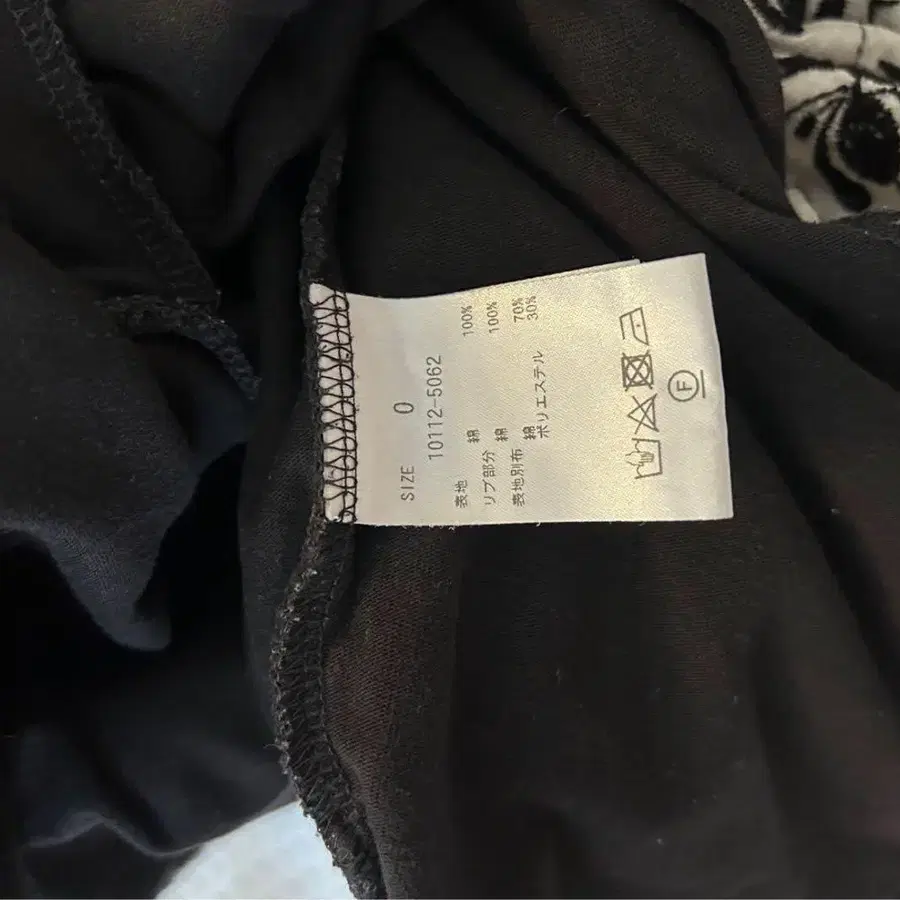 SIZE 0
10112-5062
表地 綿 100%
リブ部分 綿 100%
表地別布 綿 70%
ポリエステル 30%
F